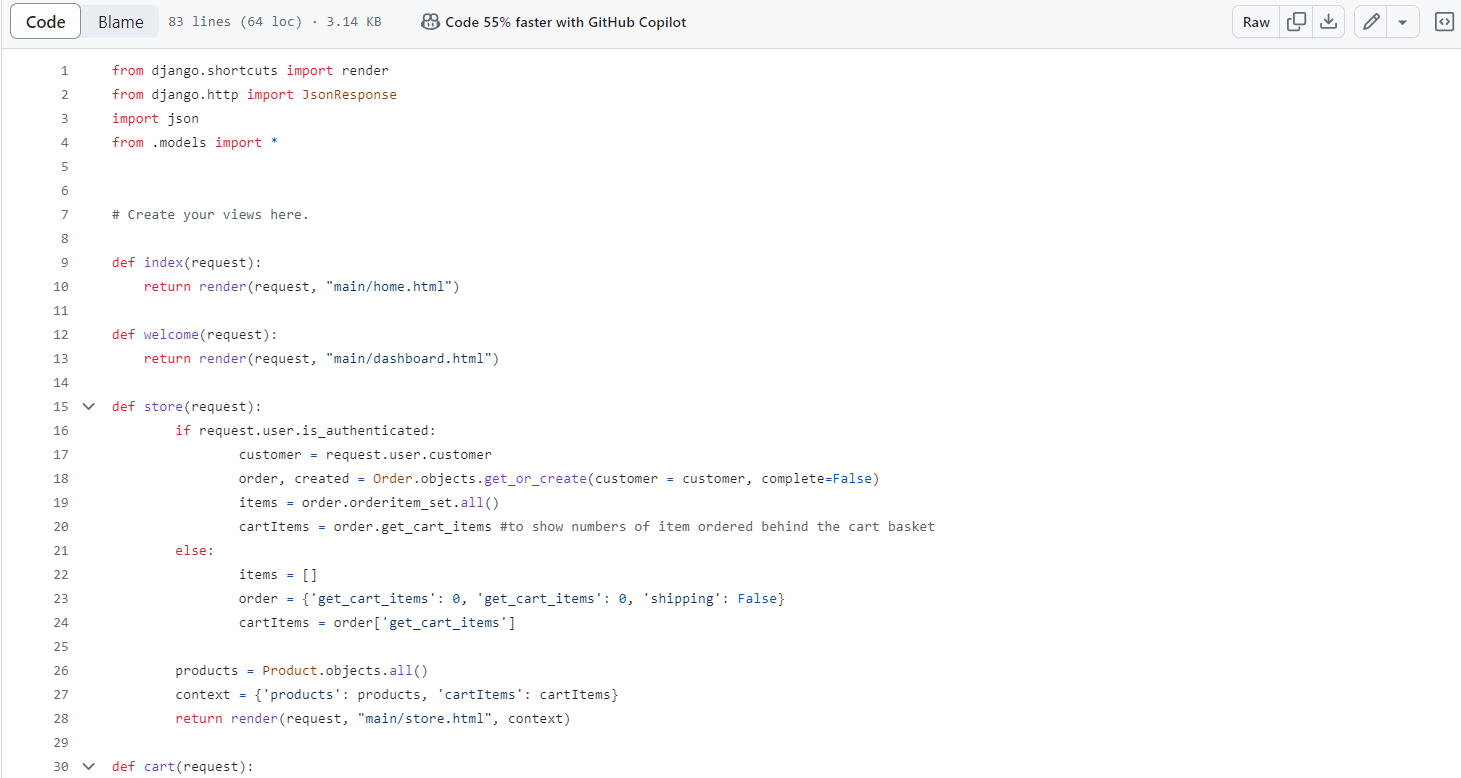 Code Blame 83 lines (64 loc) · 3.14 KB Code 55% faster with GitHub Copilot Raw
1 from django.shortcuts import render
2 from django.http import JsonResponse
3 import json
4 from .models import *
5
6
7 # Create your views here.
8
9 def index(request):
10     return render(request, "main/home.html")
11
12 def welcome(request):
13     return render(request, "main/dashboard.html")
14
15 def store(request):
16         if request.user.is_authenticated:
17                 customer = request.user.customer
18                 order, created = Order.objects.get_or_create(customer = customer, complete=False)
19                 items = order.orderitem_set.all()
20                 cartItems = order.get_cart_items #to show numbers of item ordered behind the cart basket
21         else:
22                 items = []
23                 order = {'get_cart_items': 0, 'get_cart_items': 0, 'shipping': False}
24                 cartItems = order['get_cart_items']
25
26         products = Product.objects.all()
27         context = {'products': products, 'cartItems': cartItems}
28         return render(request, "main/store.html", context)
29
30 def cart(request):